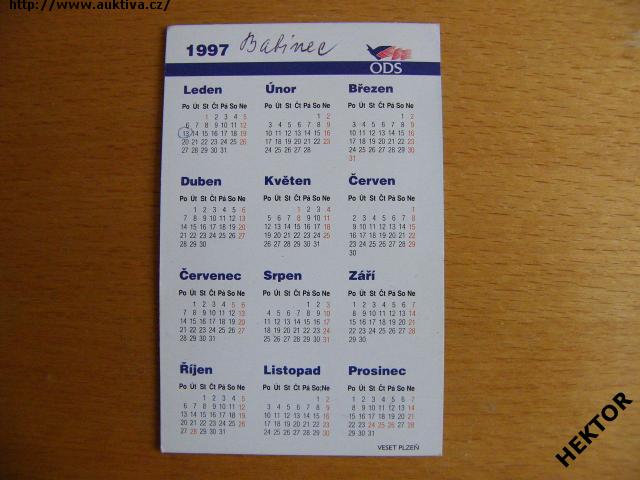 http://www.auktiva.cz/
1997 Babinec
ODS
Leden Únor Březen
Po Út St Čt Pá So Ne Po Út St Čt Pá So Ne Po Út St Čt Pá So Ne
1 2 3 4 5 1 2 1 2
6 7 8 9 10 11 12 3 4 5 6 7 8 9 3 4 5 6 7 8 9
13 14 15 16 17 18 19 10 11 12 13 14 15 16 10 11 12 13 14 15 16
20 21 22 23 24 25 26 17 18 19 20 21 22 23 17 18 19 20 21 22 23
27 28 29 30 31 24 25 26 27 28 24 25 26 27 28 29 30
31
Duben Květen Červen
Po Út St Čt Pá So Ne Po Út St Čt Pá So Ne Po Út St Čt Pá So Ne
1 2 3 4 5 6 1 2 3 4 1
7 8 9 10 11 12 13 5 6 7 8 9 10 11 2 3 4 5 6 7 8
14 15 16 17 18 19 20 12 13 14 15 16 17 18 9 10 11 12 13 14 15
21 22 23 24 25 26 27 19 20 21 22 23 24 25 16 17 18 19 20 21 22
28 29 30 26 27 28 29 30 31 23 24 25 26 27 28 29
30
Červenec Srpen Září
Po Út St Čt Pá So Ne Po Út St Čt Pá So Ne Po Út St Čt Pá So Ne
1 2 3 4 5 6 1 2 3 1 2 3 4 5 6 7
7 8 9 10 11 12 13 4 5 6 7 8 9 10 8 9 10 11 12 13 14
14 15 16 17 18 19 20 11 12 13 14 15 16 17 15 16 17 18 19 20 21
21 22 23 24 25 26 27 18 19 20 21 22 23 24 22 23 24 25 26 27 28
28 29 30 31 25 26 27 28 29 30 31 29 30
Říjen Listopad Prosinec
Po Út St Čt Pá So Ne Po Út St Čt Pá So Ne Po Út St Čt Pá So Ne
1 2 3 4 5 1 2 1 2 3 4 5 6 7
6 7 8 9 10 11 12 3 4 5 6 7 8 9 8 9 10 11 12 13 14
13 14 15 16 17 18 19 10 11 12 13 14 15 16 15 16 17 18 19 20 21
20 21 22 23 24 25 26 17 18 19 20 21 22 23 22 23 24 25 26 27 28
27 28 29 30 31 24 25 26 27 28 29 30 29 30 31
VESET PLZEŇ
HEKTOR